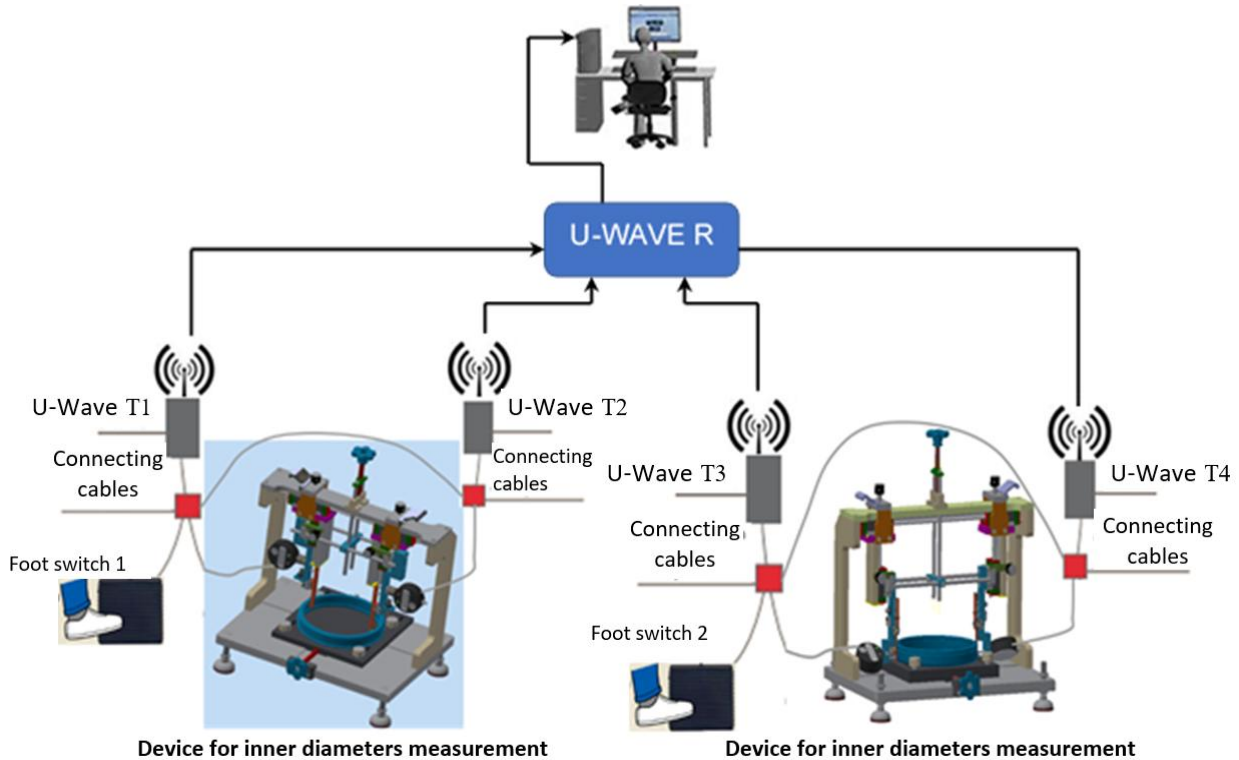 U-WAVE R
U-Wave T1
U-Wave T2
Connecting
cables
Connecting
cables
U-Wave T3
U-Wave T4
Connecting
cables
Connecting
cables
Foot switch 1
Foot switch 2
Device for inner diameters measurement
Device for inner diameters measurement